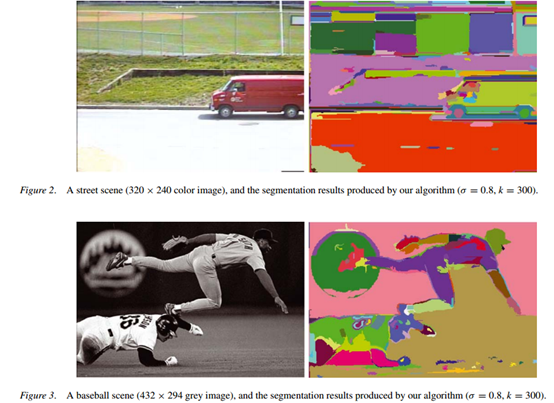 Figure 2. A street scene (320 × 240 color image), and the segmentation results produced by our algorithm (σ = 0.8, k = 300).
Figure 3. A baseball scene (432 × 294 grey image), and the segmentation results produced by our algorithm (σ = 0.8, k = 300).